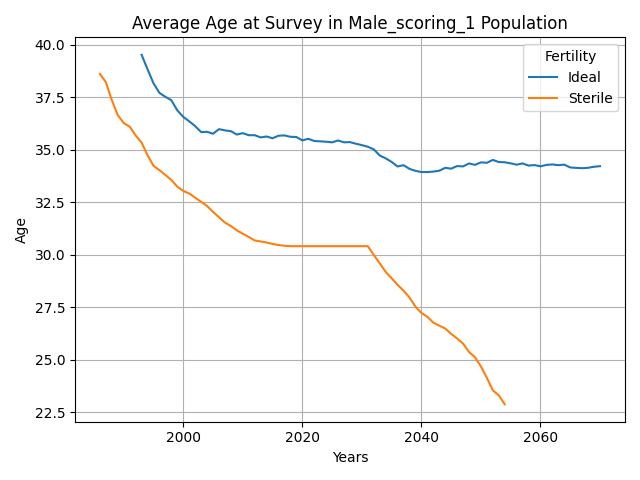 Average Age at Survey in Male_scoring_1 Population
Fertility
Ideal
Sterile
40.0
37.5
35.0
32.5
30.0
27.5
25.0
22.5
Age
2000
2020
2040
2060
Years